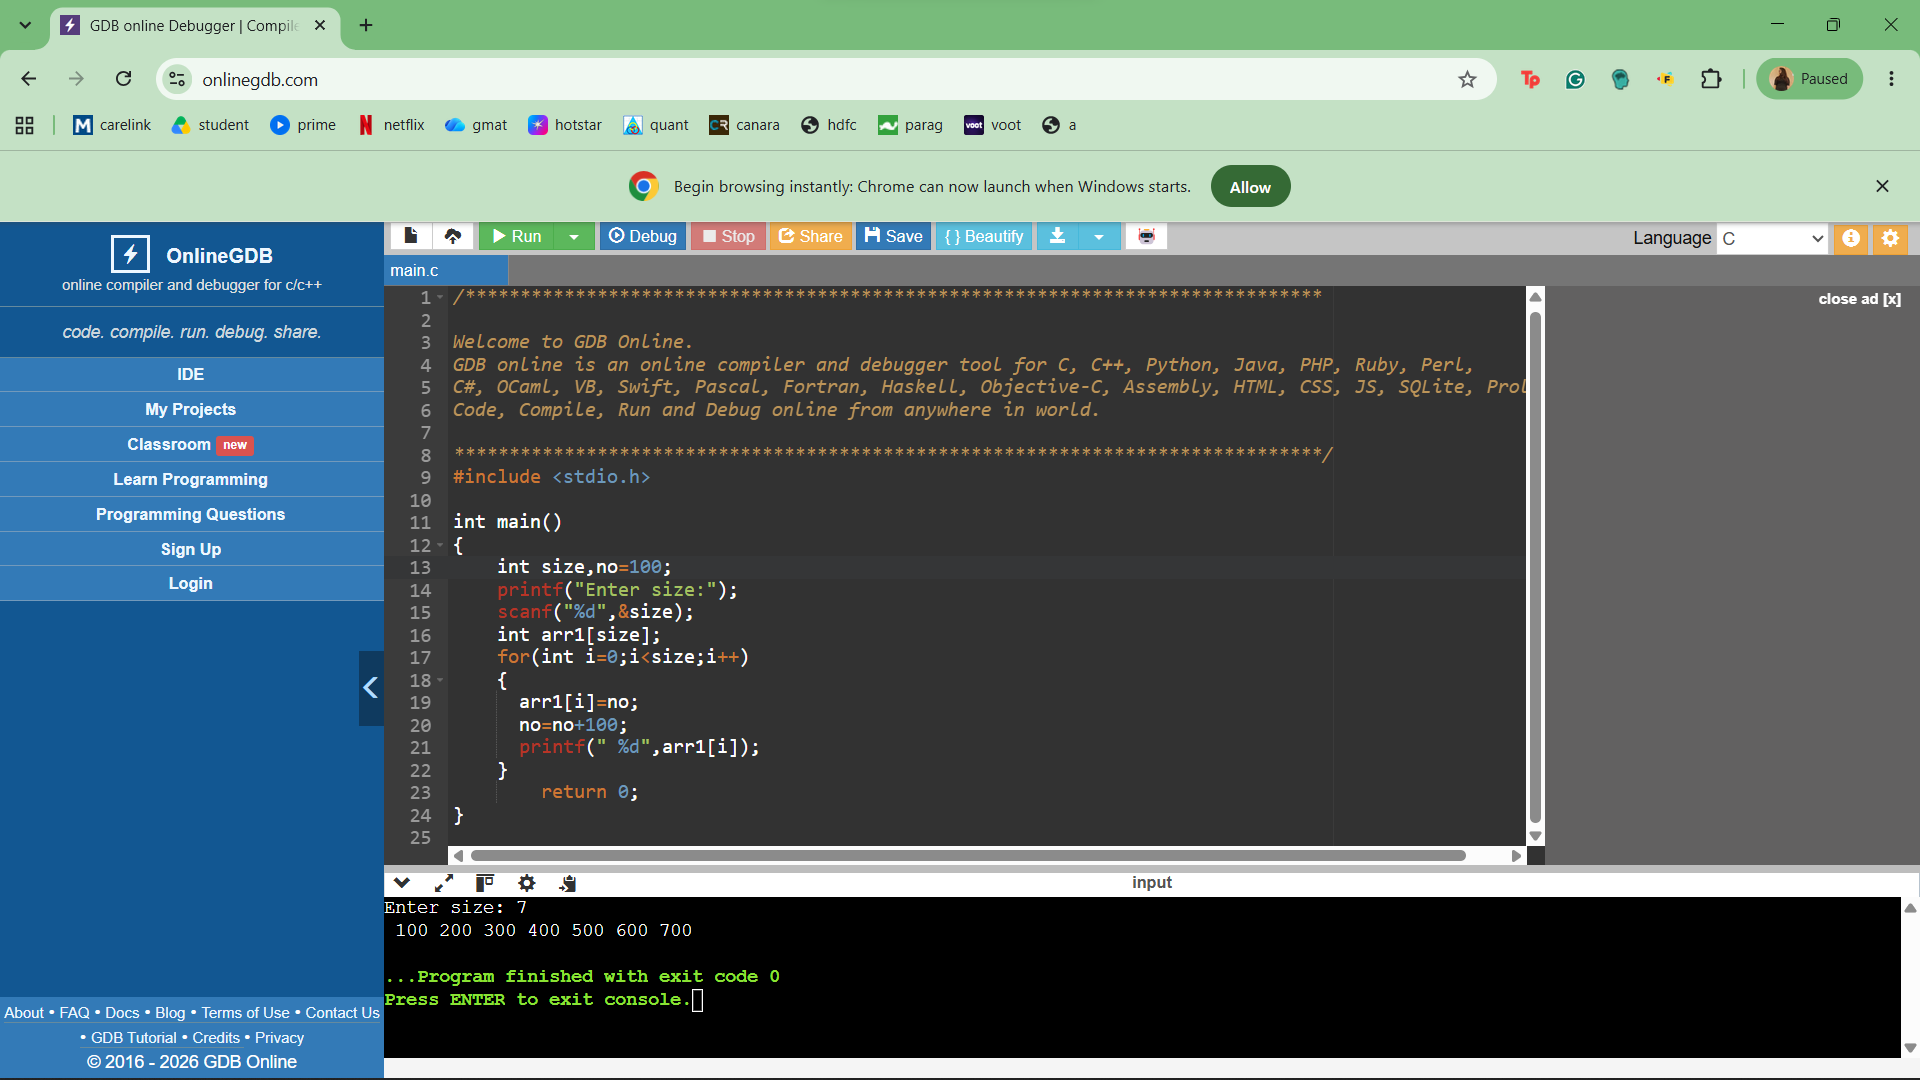 GDB online Debugger | Compile
onlinegdb.com
Tp
G
F
Paused
carelink
student
prime
netflix
gmat
hotstar
quant
CR canara
hdfc
parag
voot voot
a
Begin browsing instantly: Chrome can now launch when Windows starts.
Allow
OnlineGDB
online compiler and debugger for c/c++
code. compile. run. debug. share.
IDE
My Projects
Classroom new
Learn Programming
Programming Questions
Sign Up
Login
About • FAQ • Docs • Blog • Terms of Use • Contact Us
• GDB Tutorial • Credits • Privacy
© 2016 - 2026 GDB Online
Run
Debug
Stop
Share
Save
{ } Beautify
Language C
main.c
close ad [x]
1 /******************************************************************************
2
3 Welcome to GDB Online.
4 GDB online is an online compiler and debugger tool for C, C++, Python, Java, PHP, Ruby, Perl,
5 C#, OCaml, VB, Swift, Pascal, Fortran, Haskell, Objective-C, Assembly, HTML, CSS, JS, SQLite, Prol
6 Code, Compile, Run and Debug online from anywhere in world.
7
8 *******************************************************************************/
9 #include <stdio.h>
10
11 int main()
12 {
13     int size,no=100;
14     printf("Enter size:");
15     scanf("%d",&size);
16     int arr1[size];
17     for(int i=0;i<size;i++)
18     {
19       arr1[i]=no;
20       no=no+100;
21       printf(" %d",arr1[i]);
22     }
23         return 0;
24 }
25
input
Enter size: 7
 100 200 300 400 500 600 700
...Program finished with exit code 0
Press ENTER to exit console.